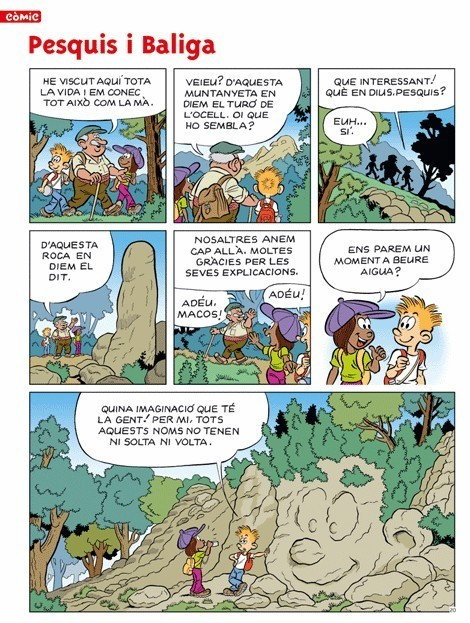 CÒMIC
Pesquis i Baliga
HE VISCUT AQUÍ TOTA
LA VIDA I EM CONEC
TOT AIXÒ COM LA MÀ.
VEIEU? D'AQUESTA
MUNTANYETA EN
DIEM EL TURÓ DE
L'OCELL. OI QUE
HO SEMBLA?
QUE INTERESSANT!
QUÈ EN DIUS, PESQUIS?
EUH...
SÍ.
D'AQUESTA
ROCA EN
DIEM EL
DIT.
NOSALTRES ANEM
CAP ALLÀ. MOLTES
GRÀCIES PER LES
SEVES EXPLICACIONS.
ADÉU,
MACOS!
ADÉU!
ENS PAREM UN
MOMENT A BEURE
AIGUA?
QUINA IMAGINACIÓ QUE TÉ
LA GENT! PER MI, TOTS
AQUESTS NOMS NO TENEN
NI SOLTA NI VOLTA.